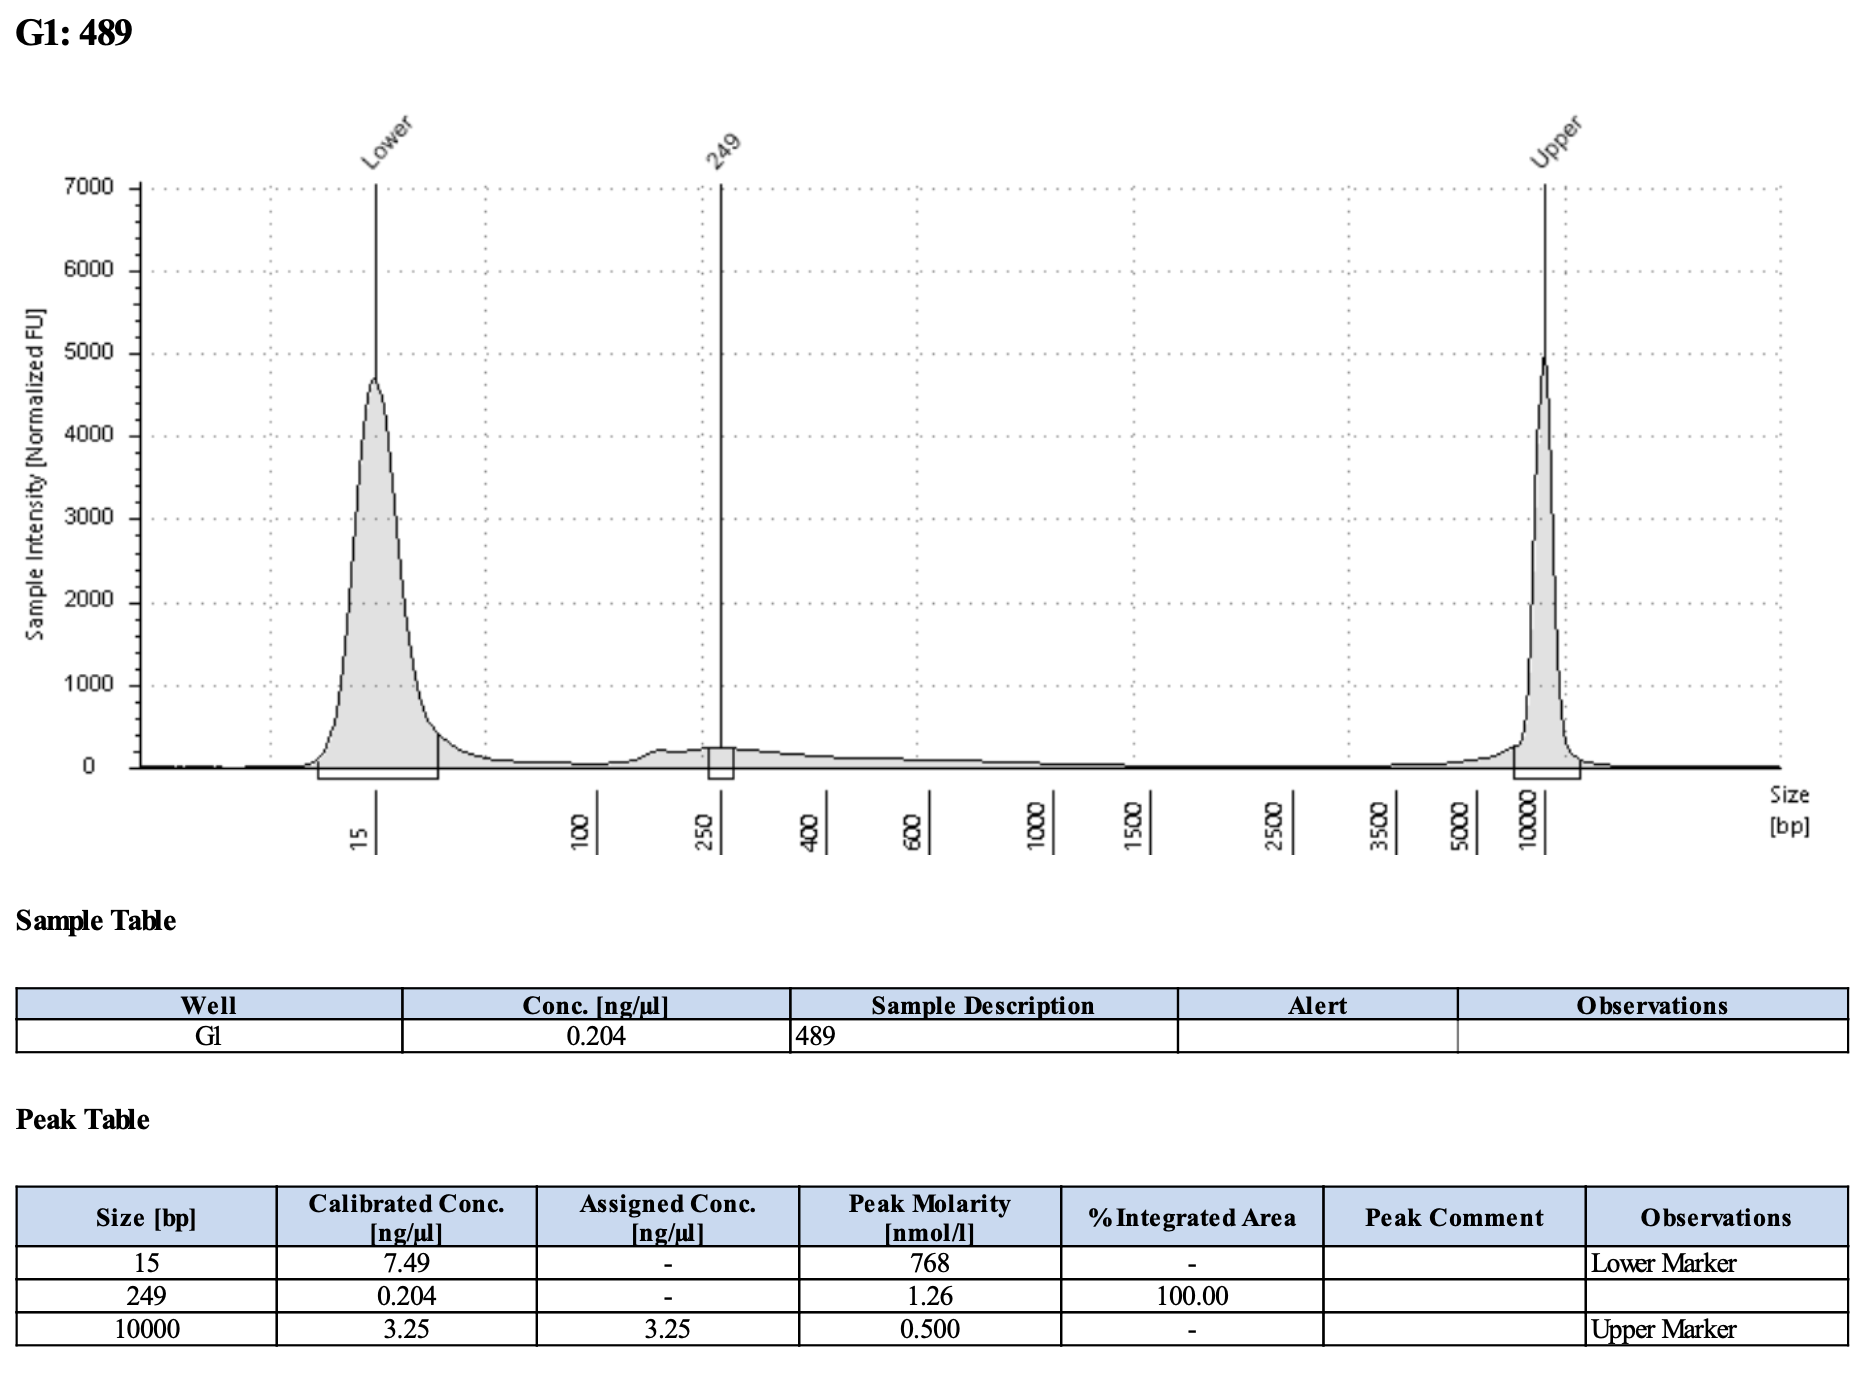 G1: 489
Lower
249
Upper
7000
6000
5000
4000
3000
2000
1000
0
Sample Intensity [Normalized FU]
15
100
250
400
600
1000
1500
2500
3500
5000
10000
Size
[bp]
Sample Table
Well Conc. [ng/µl] Sample Description Alert Observations
G1 0.204 489
Peak Table
Size [bp] Calibrated Conc. [ng/µl] Assigned Conc. [ng/µl] Peak Molarity [nmol/l] % Integrated Area Peak Comment Observations
15 7.49 - 768 - Lower Marker
249 0.204 - 1.26 100.00
10000 3.25 3.25 0.500 - Upper Marker